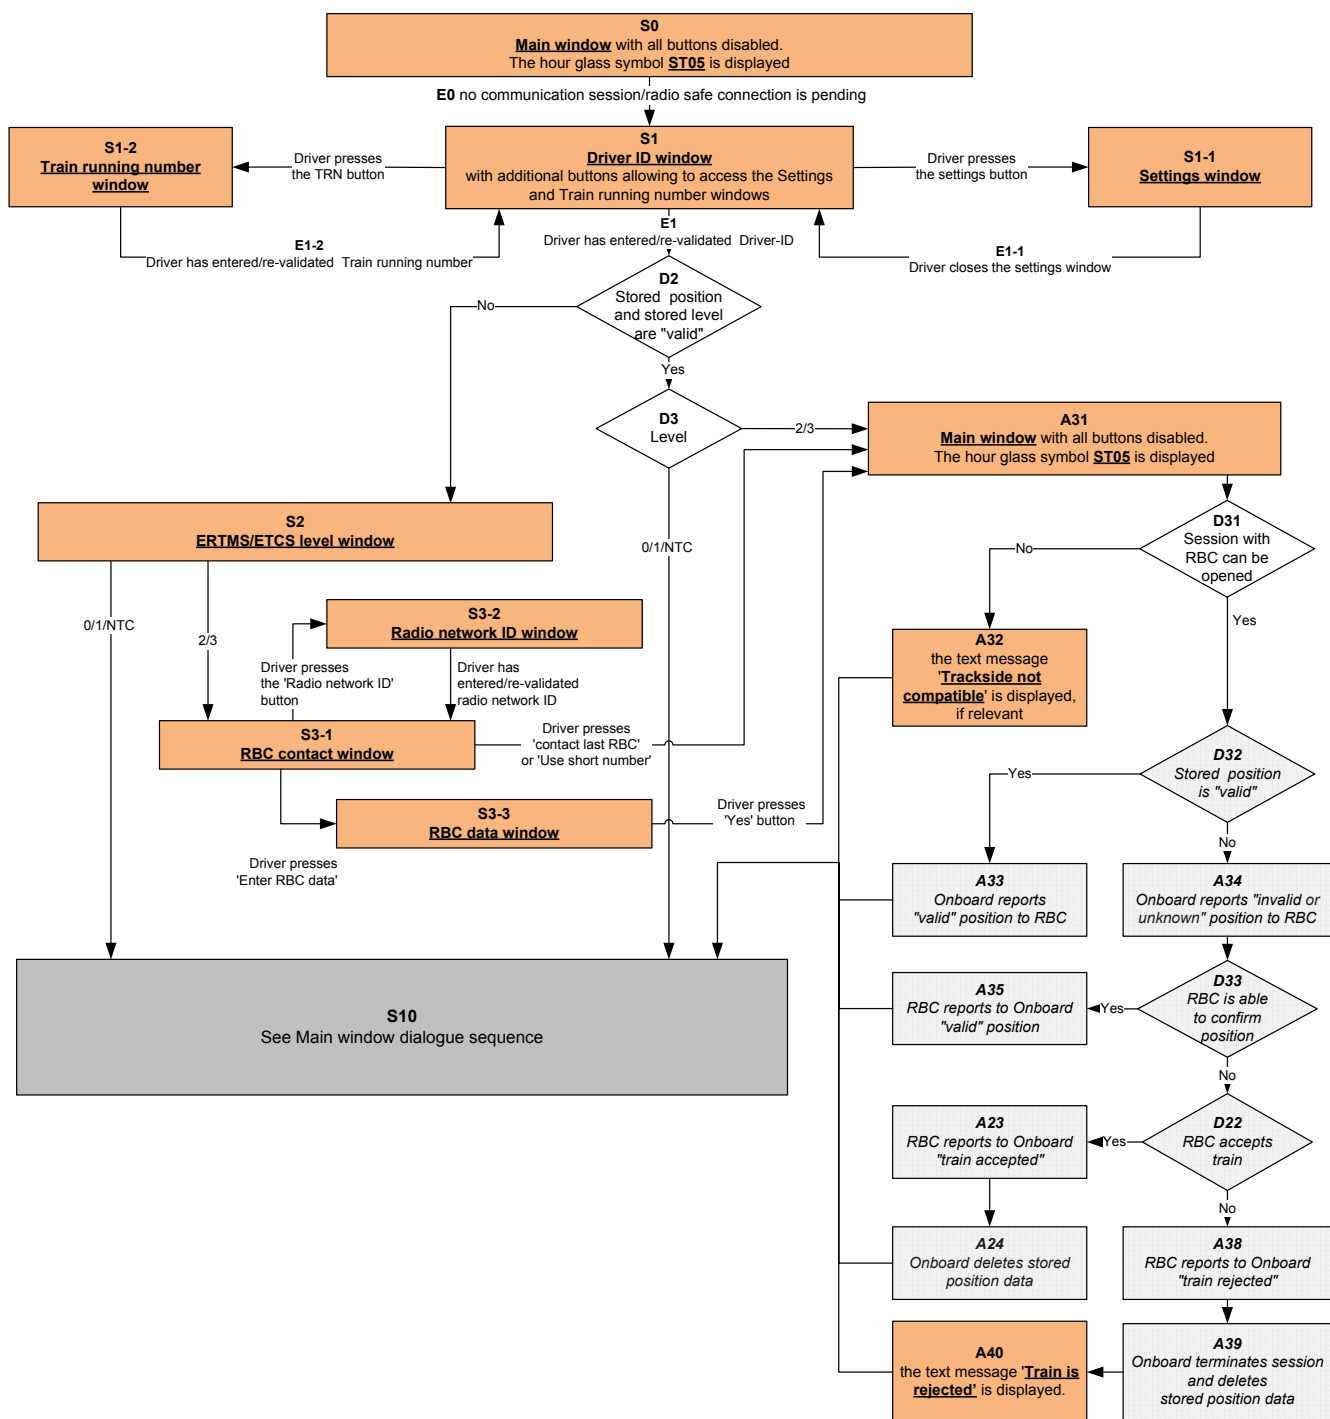 S0
Main window with all buttons disabled.
The hour glass symbol ST05 is displayed
E0 no communication session/radio safe connection is pending
S1
Driver ID window
with additional buttons allowing to access the Settings
and Train running number windows
S1-2
Train running number
window
Driver presses
the TRN button
Driver presses
the settings button
S1-1
Settings window
E1-2
Driver has entered/re-validated Train running number
E1
Driver has entered/re-validated Driver-ID
E1-1
Driver closes the settings window
D2
Stored position
and stored level
are "valid"
No
Yes
D3
Level
2/3
A31
Main window with all buttons disabled.
The hour glass symbol ST05 is displayed
S2
ERTMS/ETCS level window
0/1/NTC
D31
Session with
RBC can be
opened
No
Yes
0/1/NTC
2/3
S3-2
Radio network ID window
A32
the text message
'Trackside not
compatible' is displayed,
if relevant
Driver presses
the 'Radio network ID'
button
Driver has
entered/re-validated
radio network ID
S3-1
RBC contact window
Driver presses
'contact last RBC'
or 'Use short number'
D32
Stored position
is "valid"
Yes
No
S3-3
RBC data window
Driver presses
'Yes' button
Driver presses
'Enter RBC data'
A33
Onboard reports
"valid" position to RBC
A34
Onboard reports "invalid or
unknown" position to RBC
S10
See Main window dialogue sequence
A35
RBC reports to Onboard
"valid" position
Yes
D33
RBC is able
to confirm
position
No
A23
RBC reports to Onboard
"train accepted"
Yes
D22
RBC accepts
train
No
A24
Onboard deletes stored
position data
A38
RBC reports to Onboard
"train rejected"
A40
the text message 'Train is
rejected' is displayed.
A39
Onboard terminates session
and deletes
stored position data